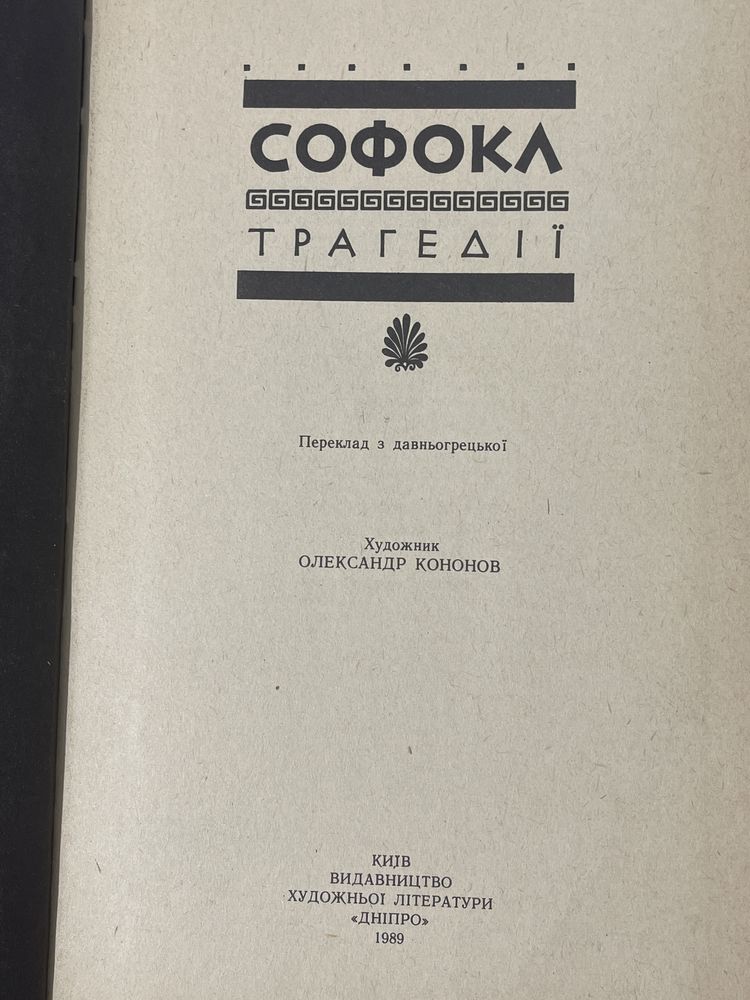 СОФОКЛ
ТРАГЕДІЇ
Переклад з давньогрецької
Художник
ОЛЕКСАНДР КОНОНОВ
КИЇВ
ВИДАВНИЦТВО
ХУДОЖНЬОЇ ЛІТЕРАТУРИ
«ДНІПРО»
1989